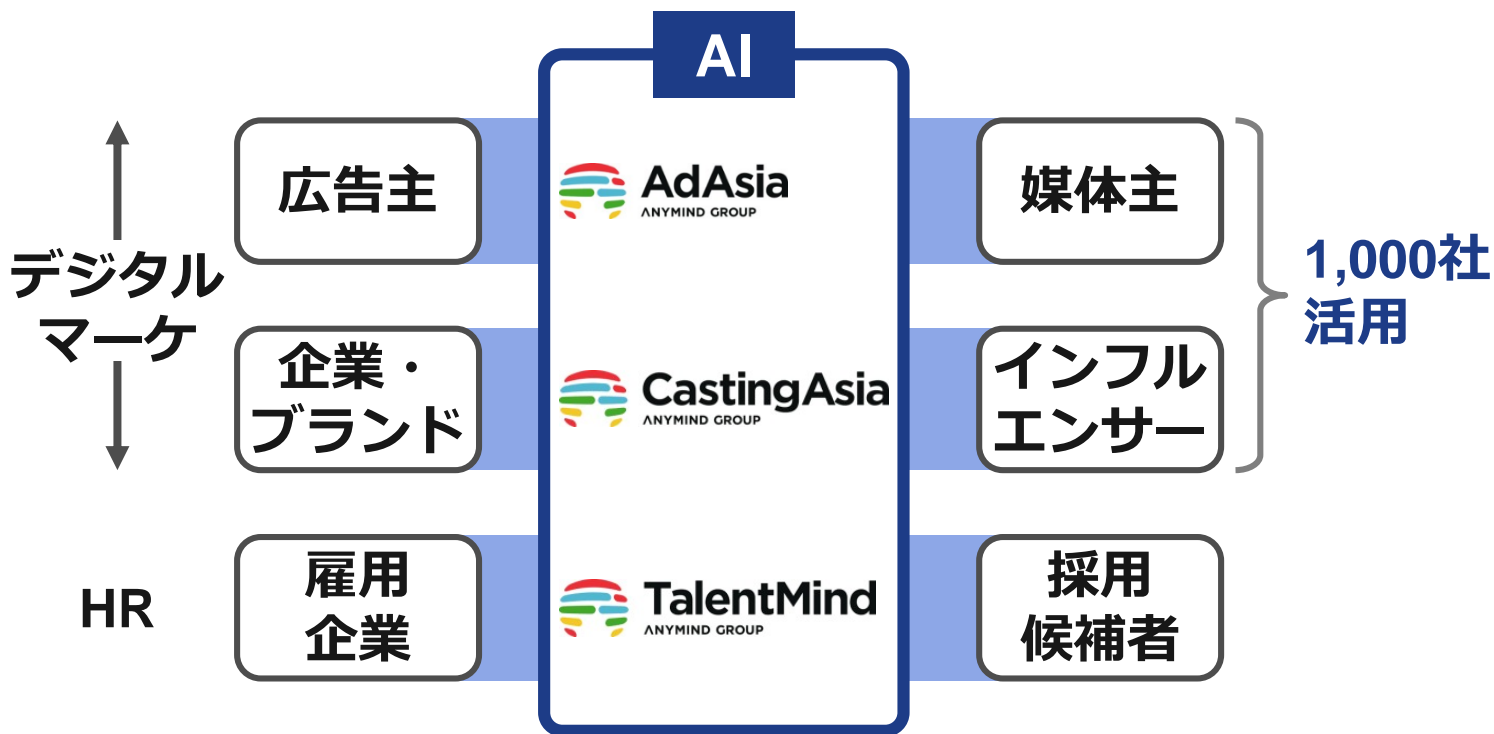 AI
デジタル
マーケ
広告主
AdAsia
ANYMIND GROUP
媒体主
企業・
ブランド
CastingAsia
ANYMIND GROUP
インフル
エンサー
1,000社
活用
HR
雇用
企業
TalentMind
ANYMIND GROUP
採用
候補者